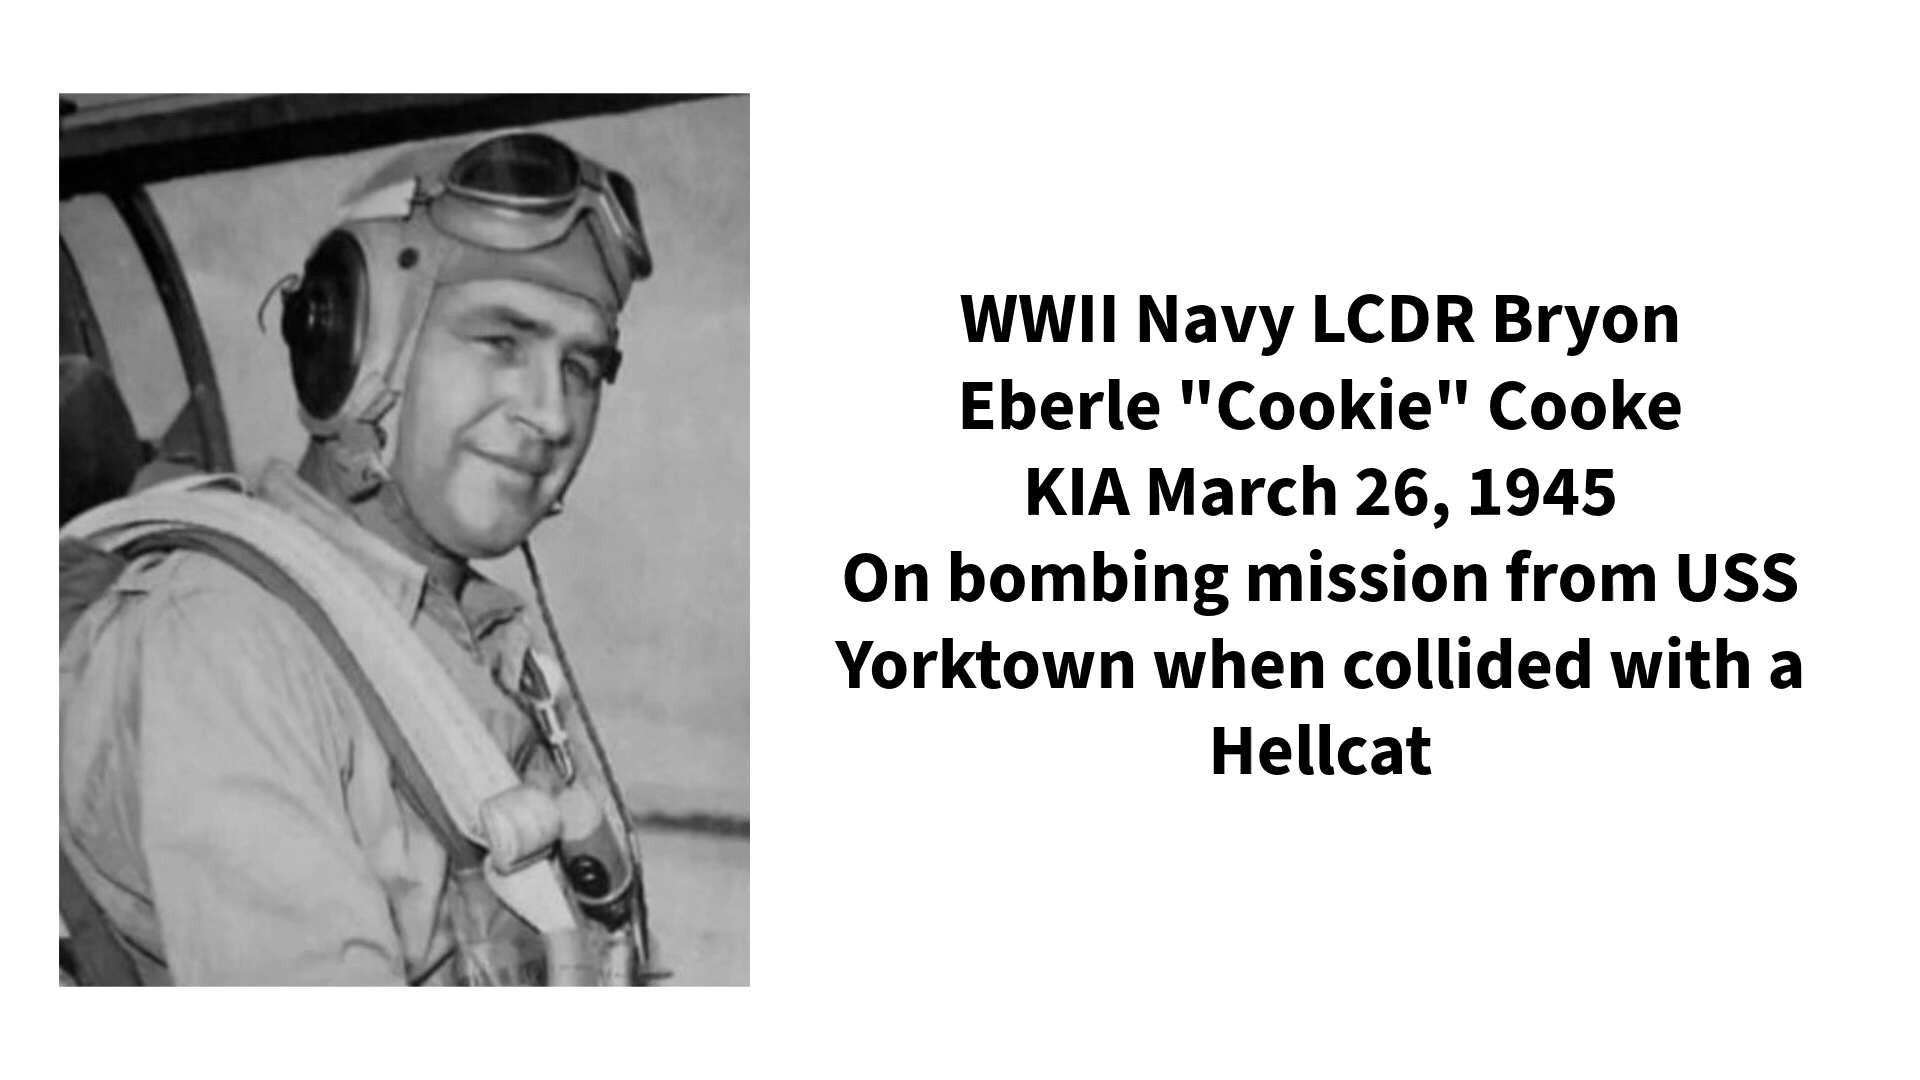 WWII Navy LCDR Bryon
Eberle "Cookie" Cooke
KIA March 26, 1945
On bombing mission from USS
Yorktown when collided with a
Hellcat